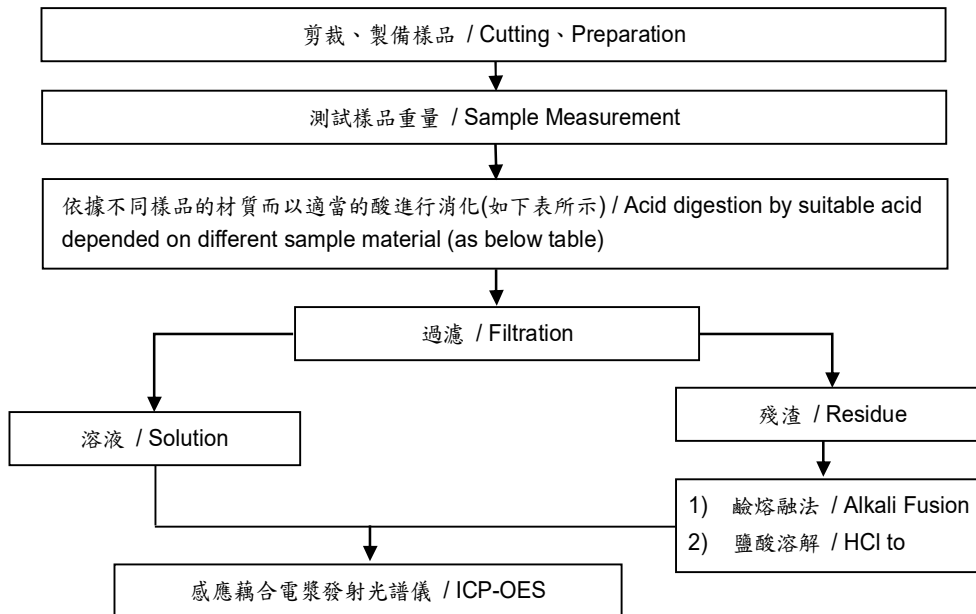 剪裁、製備樣品 / Cutting、Preparation
測試樣品重量 / Sample Measurement
依據不同樣品的材質而以適當的酸進行消化(如下表所示) / Acid digestion by suitable acid
depended on different sample material (as below table)
過濾 / Filtration
溶液 / Solution
殘渣 / Residue
1) 鹼熔融法 / Alkali Fusion
2) 鹽酸溶解 / HCl to
感應藕合電漿發射光譜儀 / ICP-OES